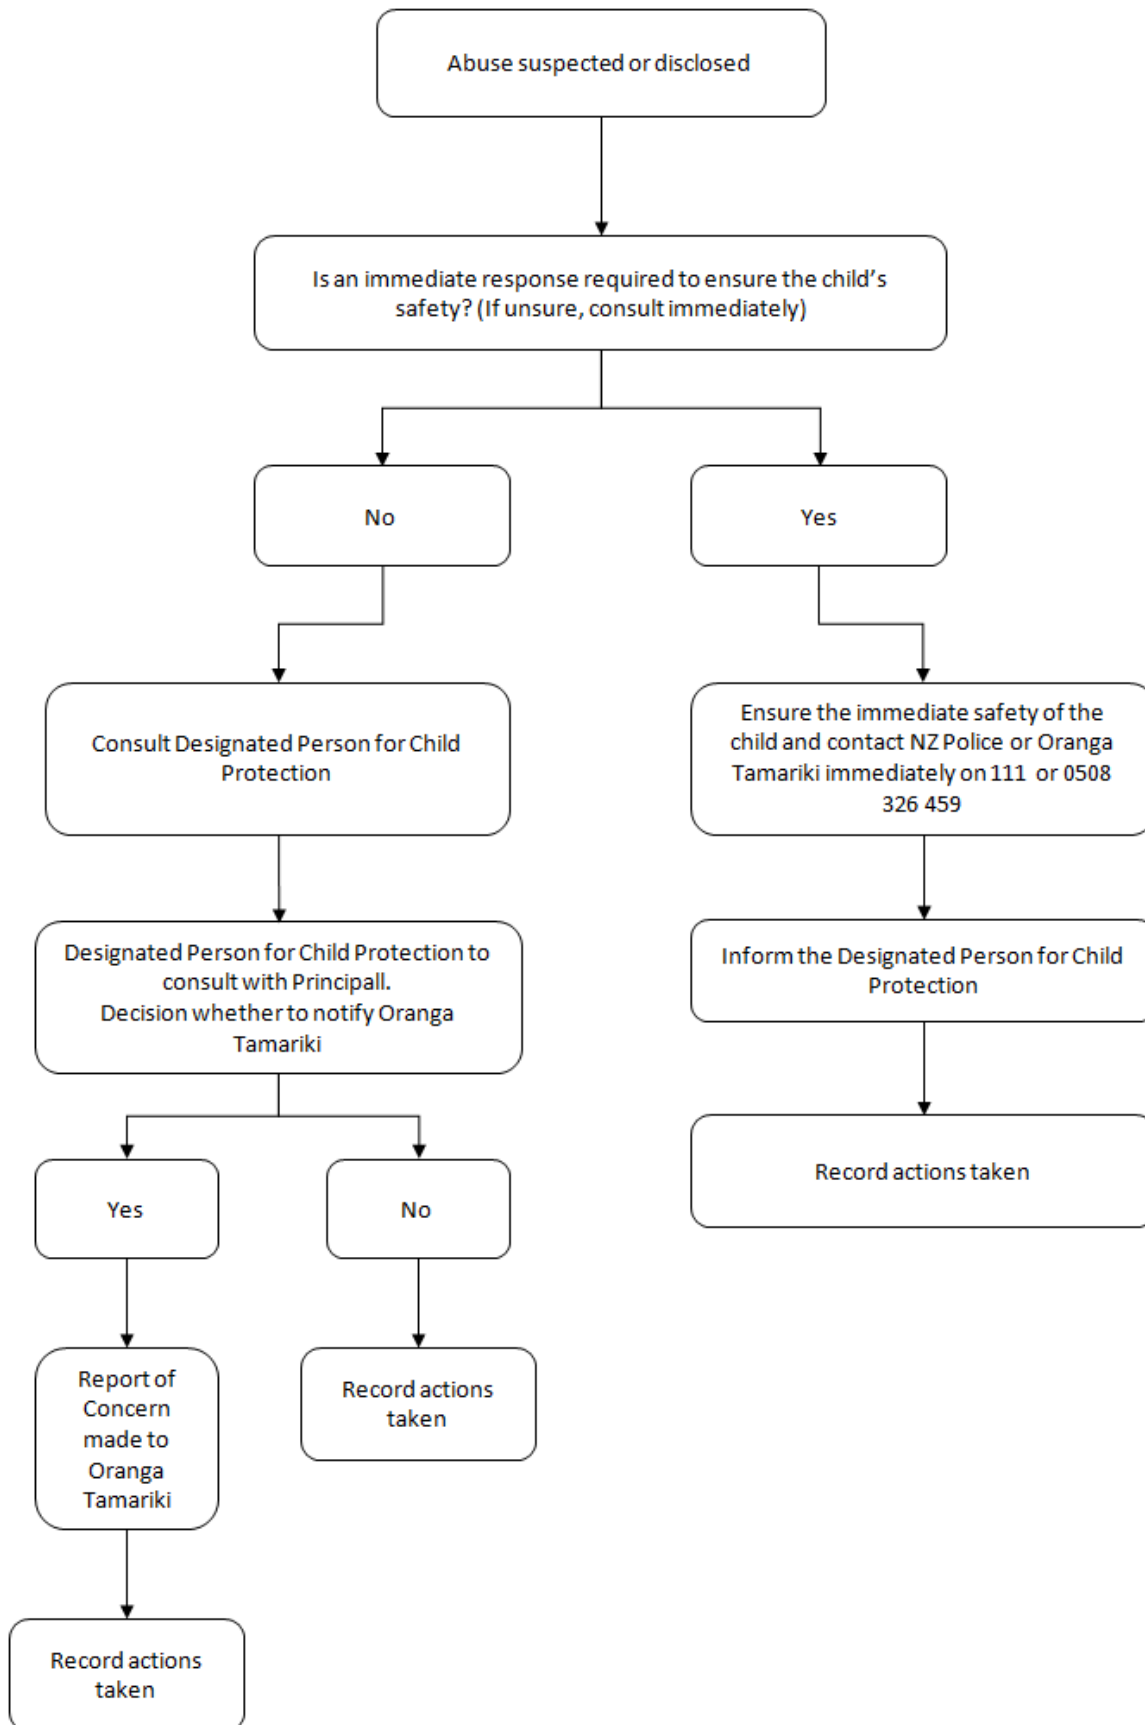 Abuse suspected or disclosed
Is an immediate response required to ensure the child's
safety? (If unsure, consult immediately)
No
Yes
Consult Designated Person for Child
Protection
Ensure the immediate safety of the
child and contact NZ Police or Oranga
Tamariki immediately on 111 or 0508
326 459
Designated Person for Child Protection to
consult with Principall.
Decision whether to notify Oranga
Tamariki
Inform the Designated Person for Child
Protection
Yes
No
Record actions taken
Report of
Concern
made to
Oranga
Tamariki
Record actions
taken
Record actions
taken